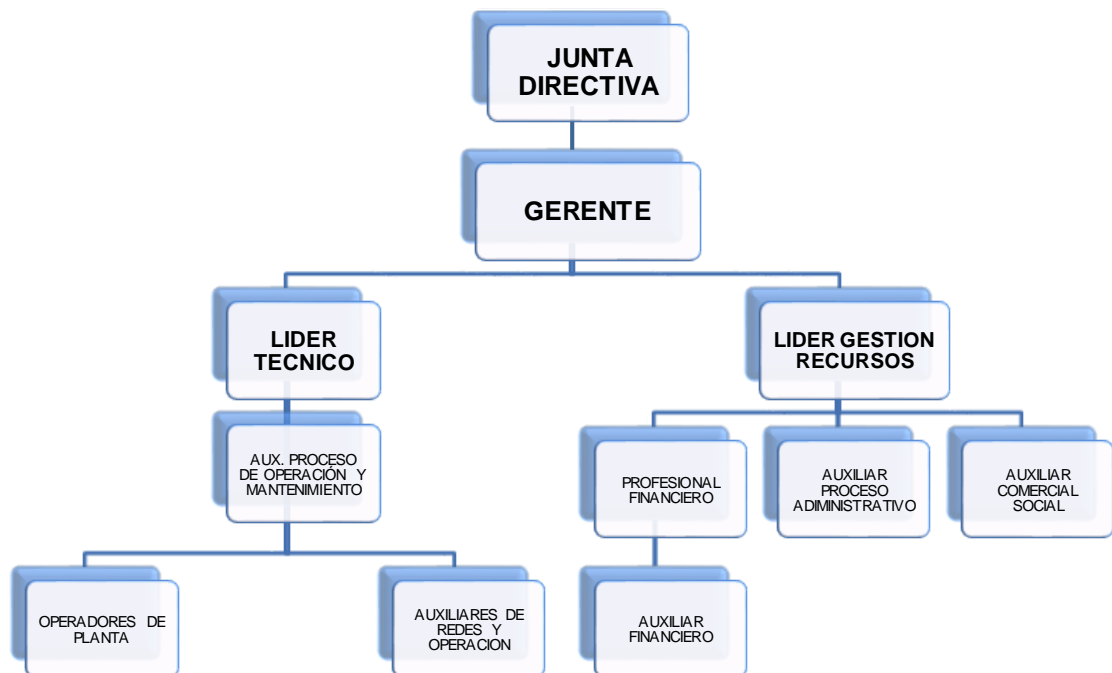 JUNTA
DIRECTIVA
GERENTE
LIDER
TECNICO
LIDER GESTION
RECURSOS
AUX. PROCESO
DE OPERACIÓN Y
MANTENIMIENTO
PROFESIONAL
FINANCIERO
AUXILIAR
PROCESO
ADIMINISTRATIVO
AUXILIAR
COMERCIAL
SOCIAL
OPERADORES DE
PLANTA
AUXILIARES DE
REDES Y
OPERACION
AUXILIAR
FINANCIERO